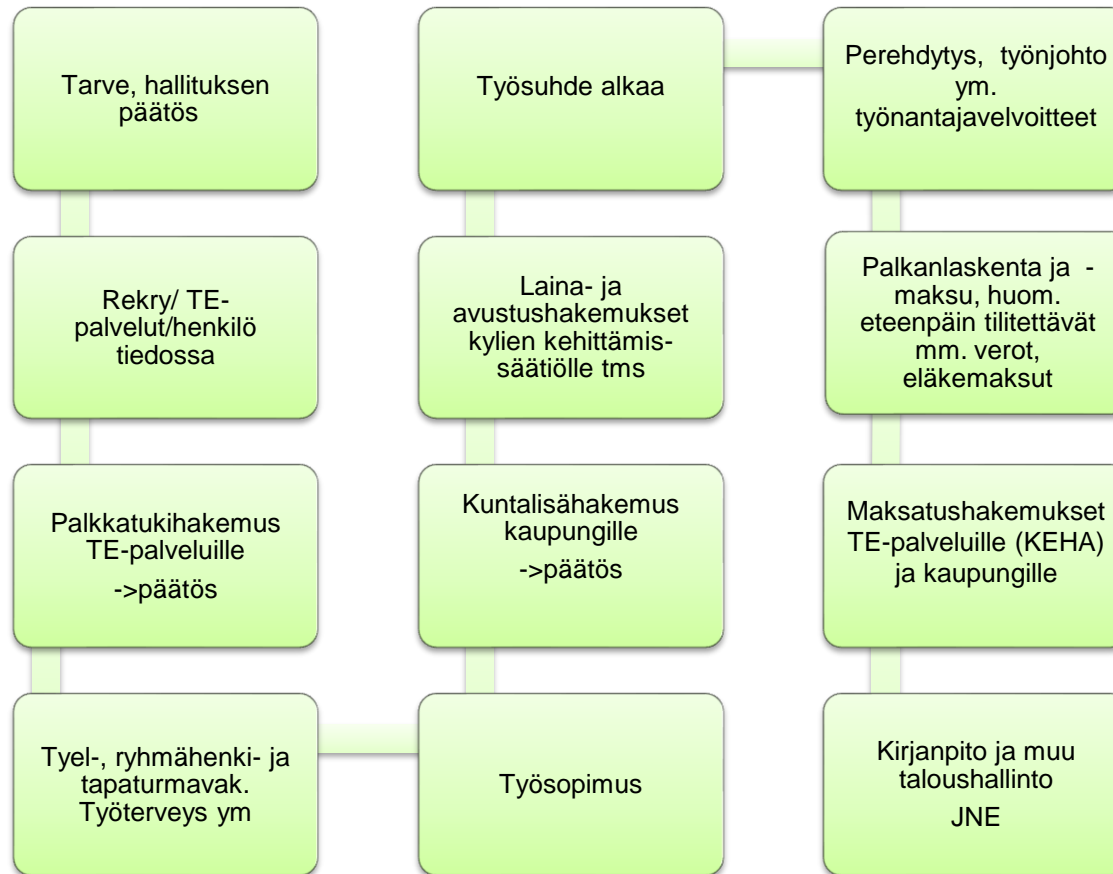 Tarve, hallituksen
päätös
Rekry/ TE-
palvelut/henkilö
tiedossa
Palkkatukihakemus
TE-palveluille
->päätös
Tyel-, ryhmähenki- ja
tapaturmavak.
Työterveys ym
Työsopimus
Kuntalisähakemus
kaupungille
->päätös
Laina- ja
avustushakemukset
kylien kehittämis-
säätiölle tms
Työsuhde alkaa
Perehdytys, työnjohto
ym.
työnantajavelvoitteet
Palkanlaskenta ja -
maksu, huom.
eteenpäin tilitettävät
mm. verot,
eläkemaksut
Maksatushakemukset
TE-palveluille (KEHA)
ja kaupungille
Kirjanpito ja muu
taloushallinto
JNE